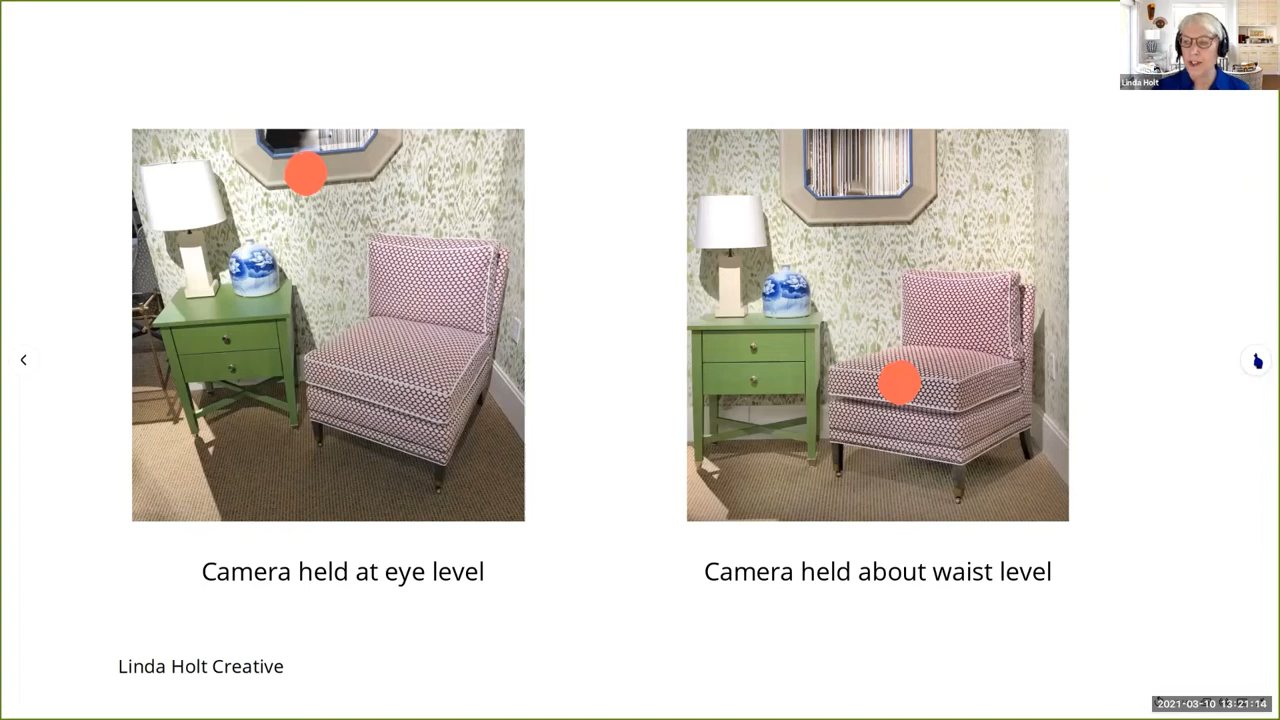 Linda Holt
Camera held at eye level
Camera held about waist level
Linda Holt Creative
2021-03-10 13:21:14